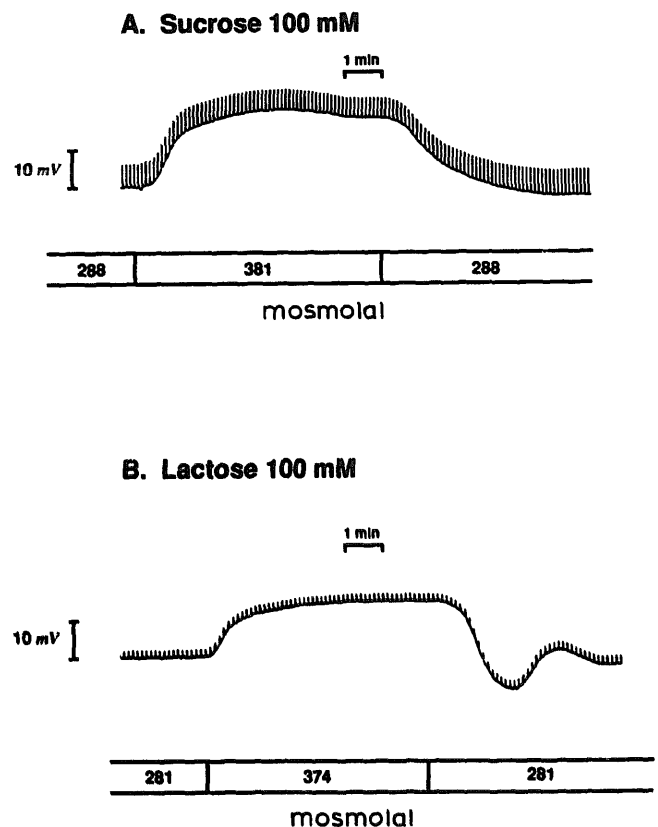 A. Sucrose 100 mM
1 min
10 mV
288 381 288
mosmolal
B. Lactose 100 mM
1 min
10 mV
281 374 281
mosmolal